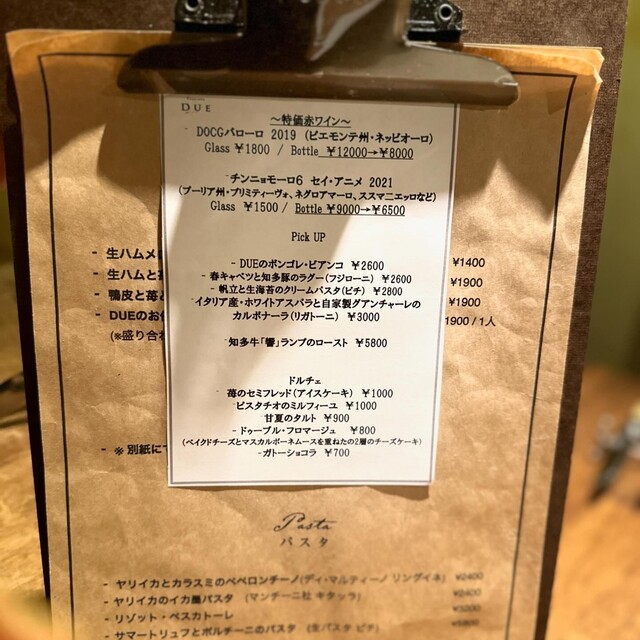 DUE
～特価赤ワイン～
- DOCGバローロ 2019 (ピエモンテ州・ネッビオーロ)
Glass ￥1800 / Bottle ￥12000→￥8000
- チンニョモーロ6 セイ・アニメ 2021
(プーリア州・プリミティーヴォ、ネグロアマーロ、ススマニエッロなど)
Glass ￥1500 / Bottle ￥9000→￥6500
Pick UP
- DUEのボンゴレ・ビアンコ ￥2600
- 春キャベツと知多豚のラグー(フジローニ) ￥2600
- 帆立と生海苔のクリームパスタ(ピチ) ￥2800
- イタリア産・ホワイトアスパラと自家製グアンチャーレの
カルボナーラ(リガトーニ) ￥3000
- 知多牛「響」ランプのロースト ￥5800
ドルチェ
- 苺のセミフレッド(アイスケーキ) ￥1000
- ピスタチオのミルフィーユ ￥1000
甘夏のタルト ￥900
- ドゥーブル・フロマージュ ￥800
(ベイクドチーズとマスカルポーネムースを重ねたの2層のチーズケーキ)
- ガトーショコラ ￥700
- 生ハムメ ¥1400
- 生ハムと ¥1900
- 鴨皮と苺と ¥1900
- DUEのお 1900 / 1人
(※盛り合わ
- ※ 別紙に
Pasta
パスタ
- ヤリイカとカラスミのペペロンチーノ(ディ・マルティーノ リングイネ) ¥2400
- ヤリイカのイカ墨パスタ (マンチーニ社 キタッラ) ¥2400
- リゾット・ペスカトーレ ¥3200
- サマートリュフとポルチーニのパスタ (生パスタ ピチ)